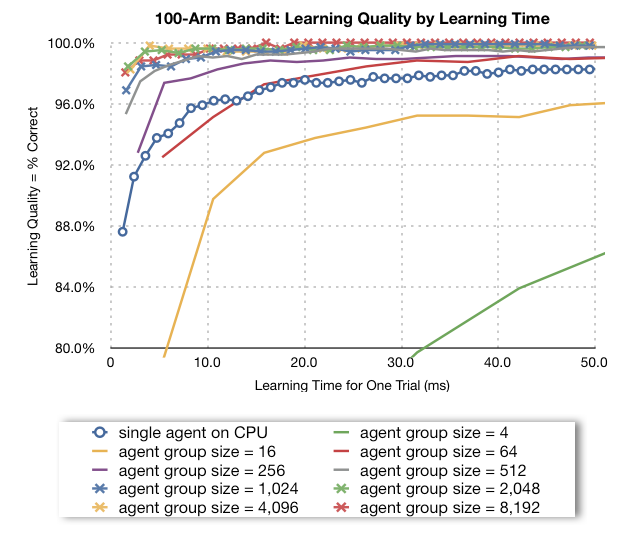 100-Arm Bandit: Learning Quality by Learning Time
Learning Quality = % Correct
100.0%
96.0%
92.0%
88.0%
84.0%
80.0%
0 10.0 20.0 30.0 40.0 50.0
Learning Time for One Trial (ms)
single agent on CPU agent group size = 4
agent group size = 16 agent group size = 64
agent group size = 256 agent group size = 512
agent group size = 1,024 agent group size = 2,048
agent group size = 4,096 agent group size = 8,192